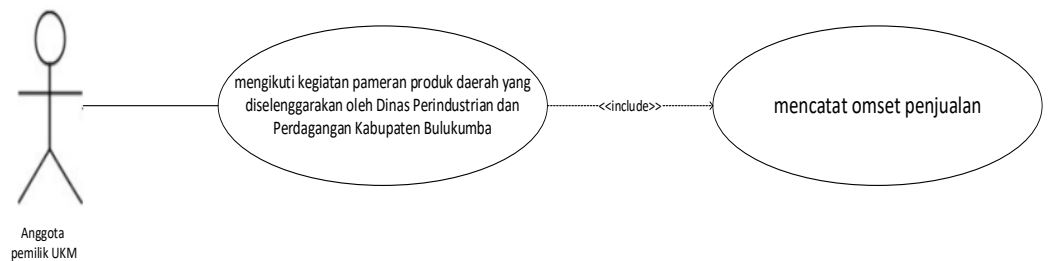 mengikuti kegiatan pameran produk daerah yang
diselenggarakan oleh Dinas Perindustrian dan
Perdagangan Kabupaten Bulukumba
<<include>>
mencatat omset penjualan
Anggota
pemilik UKM